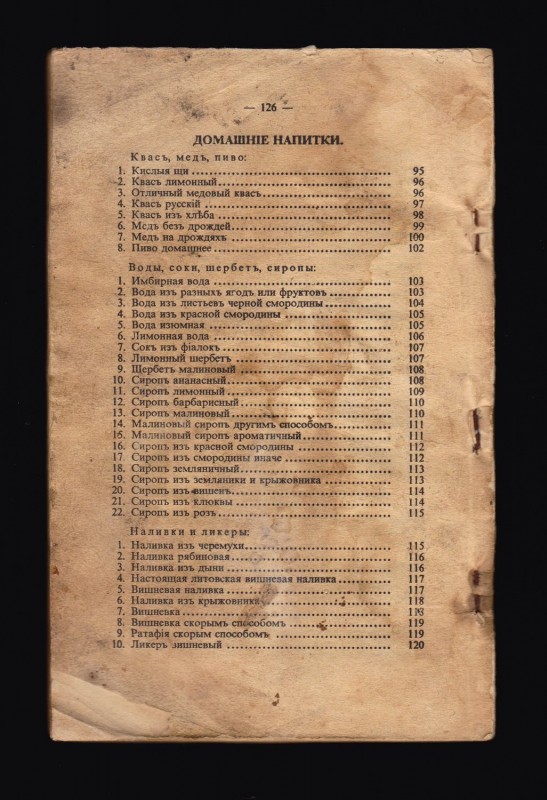 — 126 —
ДОМАШНІЕ НАПИТКИ.
Квасъ, медъ, пиво:
1. Кислыя щи 95
2. Квасъ лимонный 96
3. Отличный медовый квасъ 96
4. Квасъ русскій 97
5. Квасъ изъ хлѣба 98
6. Медъ безъ дрождей 99
7. Медъ на дрождяхъ 100
8. Пиво домашнее 102
Воды, соки, шербетъ, сиропы:
1. Имбирная вода 103
2. Вода изъ разныхъ ягодъ или фруктовъ 103
3. Вода изъ листьевъ черной смородины 104
4. Вода изъ красной смородины 105
5. Вода изюмная 105
6. Лимонная вода 106
7. Сокъ изъ фіалокъ 107
8. Лимонный шербетъ 107
9. Щербетъ малиновый 108
10. Сиропъ ананасный 108
11. Сиропъ лимонный 109
12. Сиропъ барбарисный 110
13. Сиропъ малиновый 110
14. Малиновый сиропъ другимъ способомъ 111
15. Малиновый сиропъ ароматичный 111
16. Сиропъ изъ красной смородины 112
17. Сиропъ изъ смородины иначе 112
18. Сиропъ земляничный 113
19. Сиропъ изъ земляники и крыжовника 113
20. Сиропъ изъ вишенъ 114
21. Сиропъ изъ клюквы 114
22. Сиропъ изъ розъ 115
Наливки и ликеры:
1. Наливка изъ черемухи 115
2. Наливка рябиновая 116
3. Наливка изъ дыни 116
4. Настоящая литовская вишневая наливка 117
5. Вишневая наливка 117
6. Наливка изъ крыжовника 118
7. Вишневка 118
8. Вишневка скорымъ способомъ 119
9. Ратафія скорымъ способомъ 119
10. Ликеръ вишневый 120